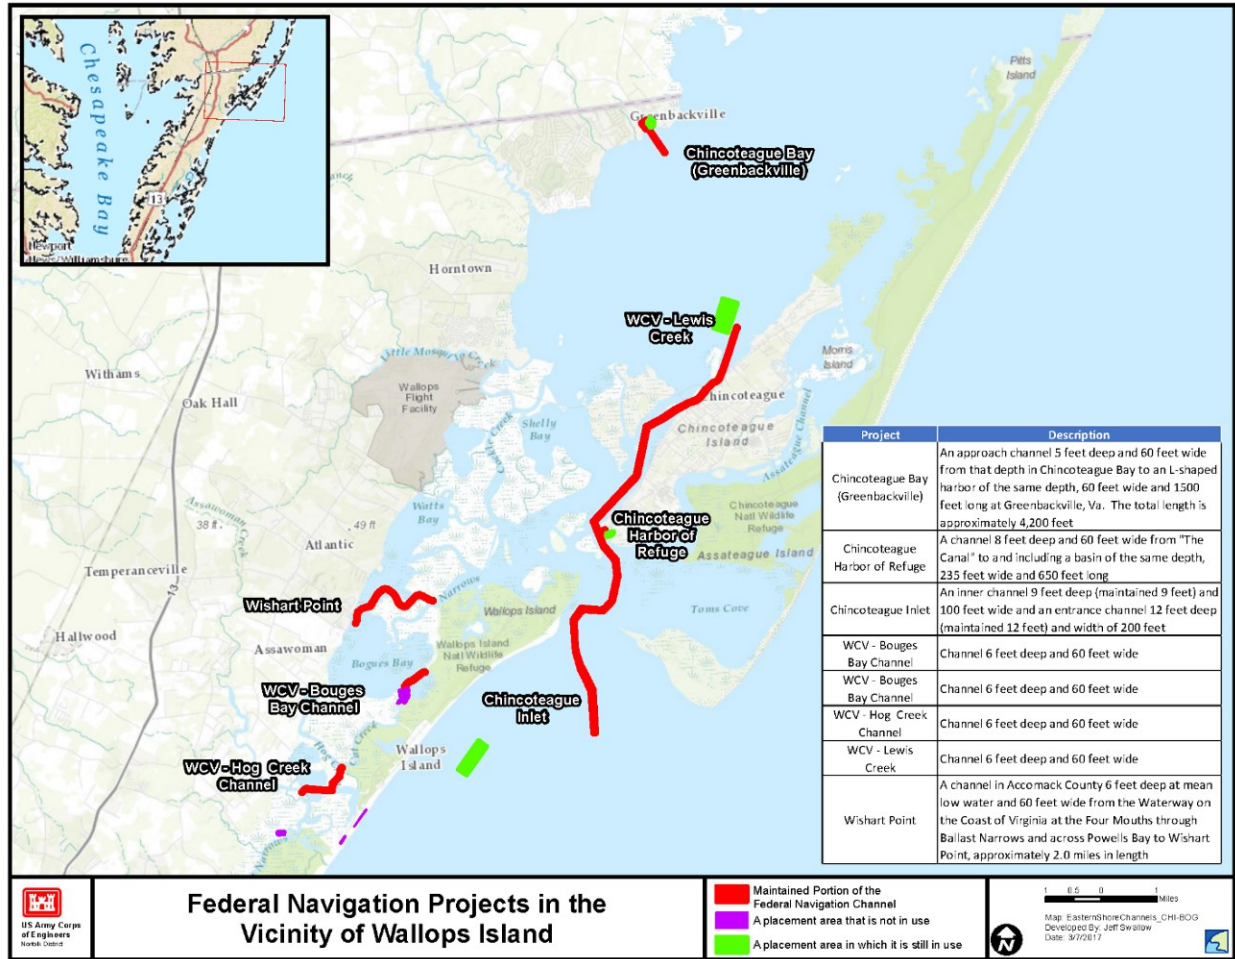 Chesapeake Bay
13
Newport
News/Williamsburg
Pitts
Island
Greenbackville
Chincoteague Bay
(Greenbackville)
Horntown
WCV - Lewis
Creek
Little Mosquito Creek
Morris
Island
Withams
Wallops
Flight
Facility
Oak Hall
Chincoteague
Cockle Creek
Shelly
Bay
Chincoteague
Island
Assateague Channel
Assawoman Creek
38 ft
49 ft
Watts
Bay
Chincoteague
Natl Wildlife
Refuge
Chincoteague
Harbor of
Refuge
Atlantic
Assateague Island
Temperanceville
13
Narrows
Wishart Point
Wallops Island
Toms Cove
Hallwood
Assawoman
Wallops Island
Natl Wildlife
Refuge
Bogues Bay
WCV - Bouges
Bay Channel
Chincoteague
Inlet
Hog
Cat Creek
Wallops
Island
WCV - Hog Creek
Channel
Narrows
Project Description
Chincoteague Bay
(Greenbackville)
An approach channel 5 feet deep and 60 feet wide
from that depth in Chincoteague Bay to an L-shaped
harbor of the same depth, 60 feet wide and 1500
feet long at Greenbackville, Va. The total length is
approximately 4,200 feet
Chincoteague
Harbor of Refuge
A channel 8 feet deep and 60 feet wide from "The
Canal" to and including a basin of the same depth,
235 feet wide and 650 feet long
Chincoteague Inlet
An inner channel 9 feet deep (maintained 9 feet) and
100 feet wide and an entrance channel 12 feet deep
(maintained 12 feet) and width of 200 feet
WCV - Bouges
Bay Channel
Channel 6 feet deep and 60 feet wide
WCV - Bouges
Bay Channel
Channel 6 feet deep and 60 feet wide
WCV - Hog Creek
Channel
Channel 6 feet deep and 60 feet wide
WCV - Lewis
Creek
Channel 6 feet deep and 60 feet wide
Wishart Point
A channel in Accomack County 6 feet deep at mean
low water and 60 feet wide from the Waterway on
the Coast of Virginia at the Four Mouths through
Ballast Narrows and across Powells Bay to Wishart
Point, approximately 2.0 miles in length
US Army Corps
of Engineers
Norfolk District
Federal Navigation Projects in the
Vicinity of Wallops Island
Maintained Portion of the
Federal Navigation Channel
A placement area that is not in use
A placement area in which it is still in use
1 0.5 0 1
Miles
Map: EasternShoreChannels_CHI-BOG
Developed By: Jeff Swallow
Date: 3/7/2017
N